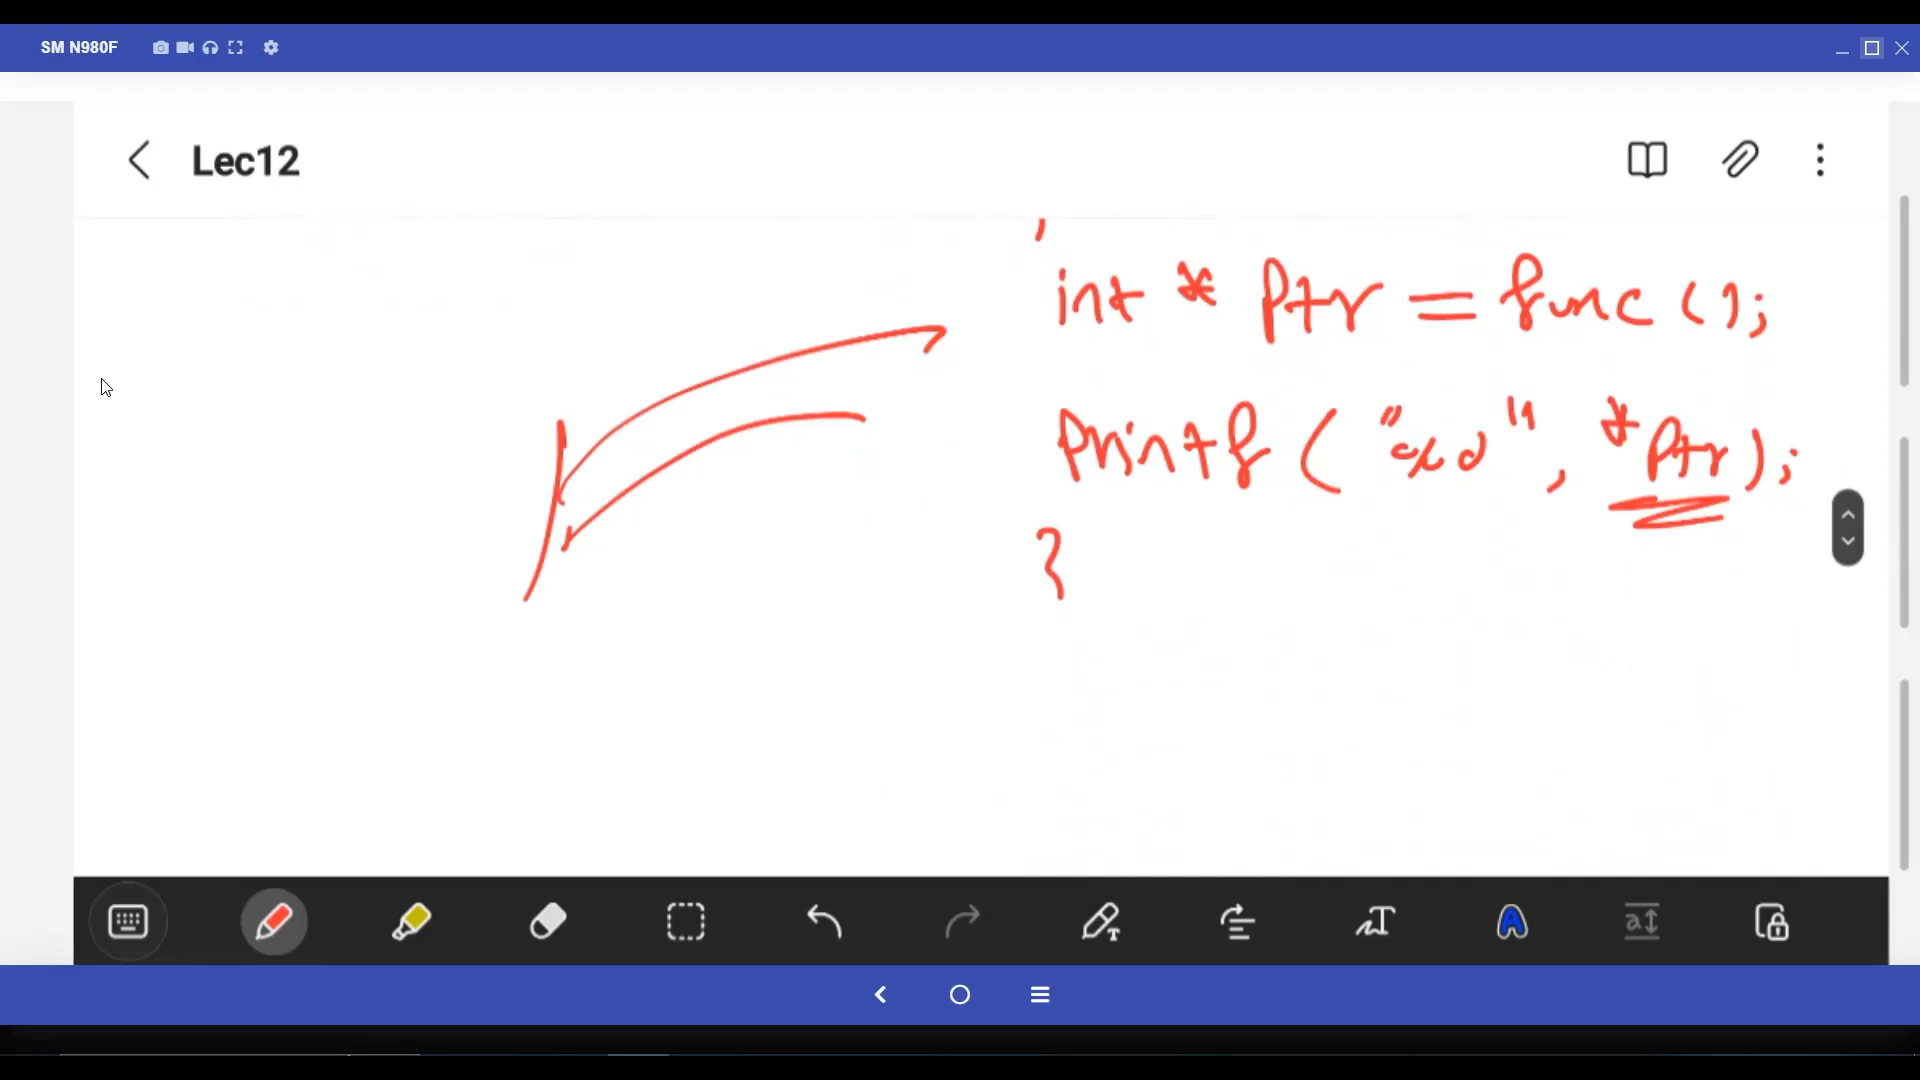 SM N980F
Lec12
int * ptr = func ();
Printf ( "%d" , *Ptr );
}